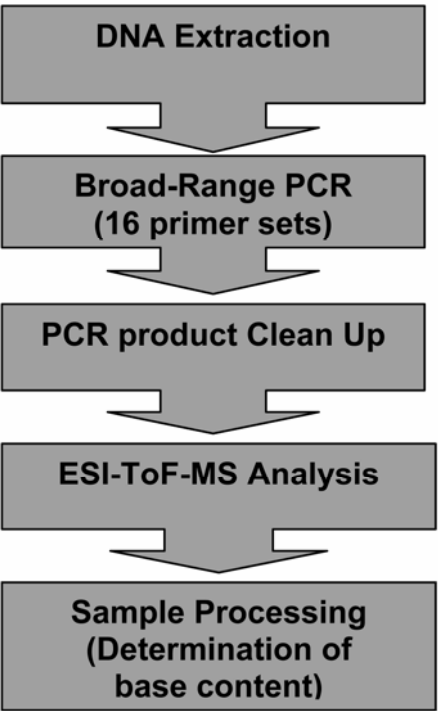 DNA Extraction
Broad-Range PCR
(16 primer sets)
PCR product Clean Up
ESI-ToF-MS Analysis
Sample Processing
(Determination of
base content)